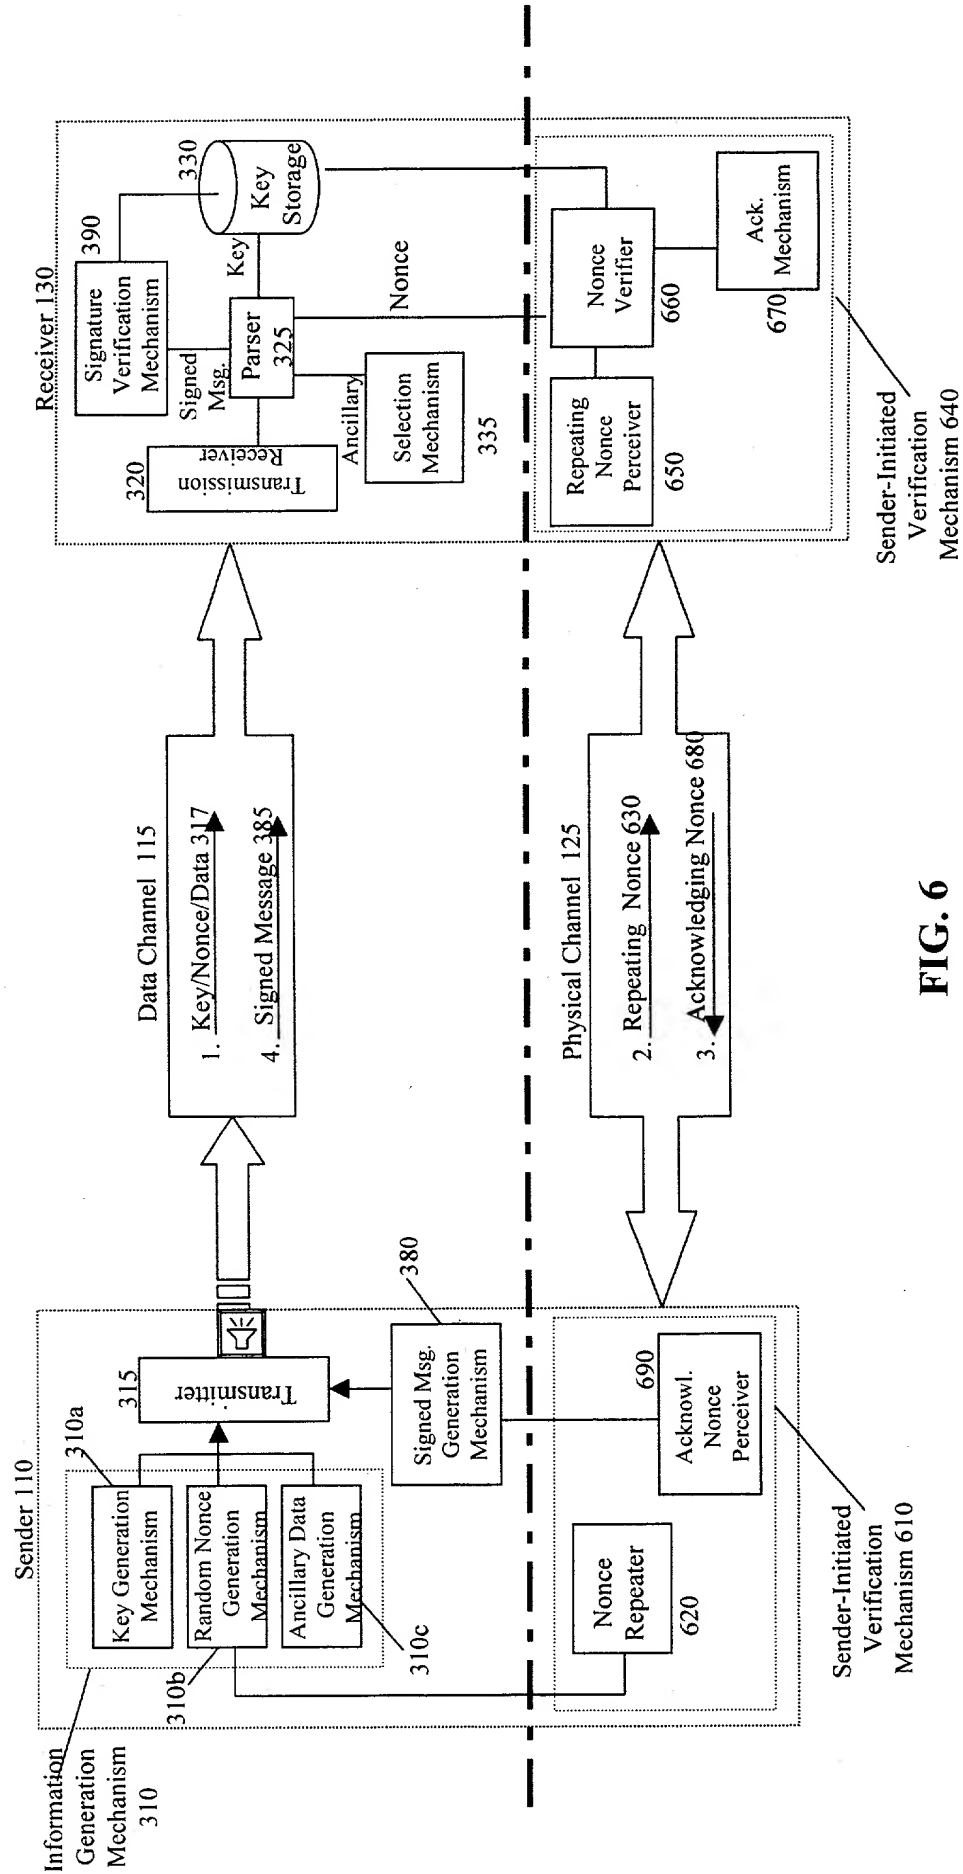 Information
Generation
Mechanism
310
Sender 110
310a
Key Generation
Mechanism
310b
Random Nonce
Generation
Mechanism
Ancillary Data
Generation
Mechanism
310c
315
Transmitter
380
Signed Msg.
Generation
Mechanism
Nonce
Repeater
620
690
Acknowl.
Nonce
Perceiver
Sender-Initiated
Verification
Mechanism 610
Data Channel 115
1. Key/Nonce/Data 317
4. Signed Message 385
Physical Channel 125
2. Repeating Nonce 630
3. Acknowledging Nonce 680
Receiver 130
390
Signature
Verification
Mechanism
Signed
Msg.
320
Transmission
Receiver
Parser
325
Key
330
Key
Storage
Ancillary
Selection
Mechanism
335
Nonce
Repeating
Nonce
Perceiver
650
Nonce
Verifier
660
Ack.
Mechanism
670
Sender-Initiated
Verification
Mechanism 640
FIG. 6